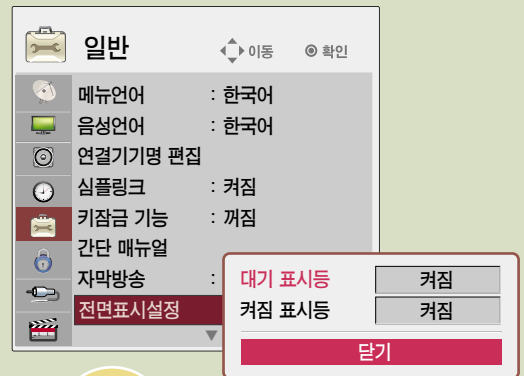 일반 이동 확인
메뉴언어 : 한국어
음성언어 : 한국어
연결기기명 편집
심플링크 : 켜짐
키잠금 기능 : 꺼짐
간단 매뉴얼
자막방송 :
전면표시설정
대기 표시등 켜짐
켜짐 표시등 켜짐
닫기